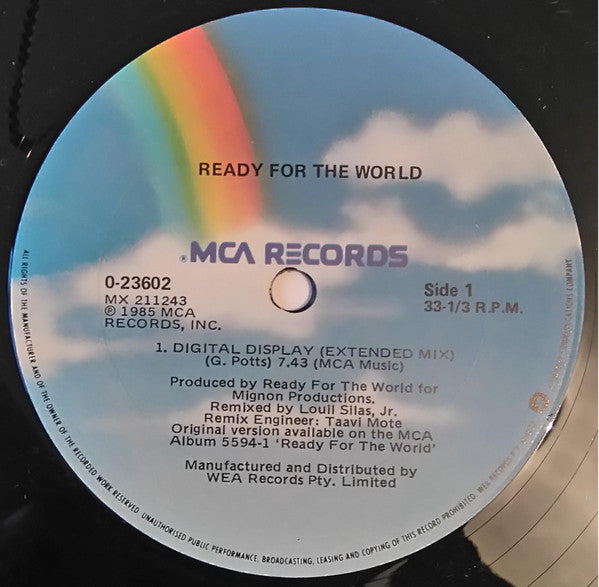 READY FOR THE WORLD
®MCA RECORDS
0-23602
MX 211243
℗ 1985 MCA
RECORDS, INC.
Side 1
33-1/3 R.P.M.
1. DIGITAL DISPLAY (EXTENDED MIX)
(G. Potts) 7.43 (MCA Music)
Produced by Ready For The World for
Mignon Productions.
Remixed by Louil Silas, Jr.
Remix Engineer: Taavi Mote
Original version available on the MCA
Album 5594-1 'Ready For The World'
Manufactured and Distributed by
WEA Records Pty. Limited
ALL RIGHTS OF THE MANUFACTURER AND OF THE OWNER OF THE RECORDED WORK RESERVED. UNAUTHORISED PUBLIC PERFORMANCE, BROADCASTING, LEASING AND COPYING OF THIS RECORD PROHIBITED. WEA RECORDS